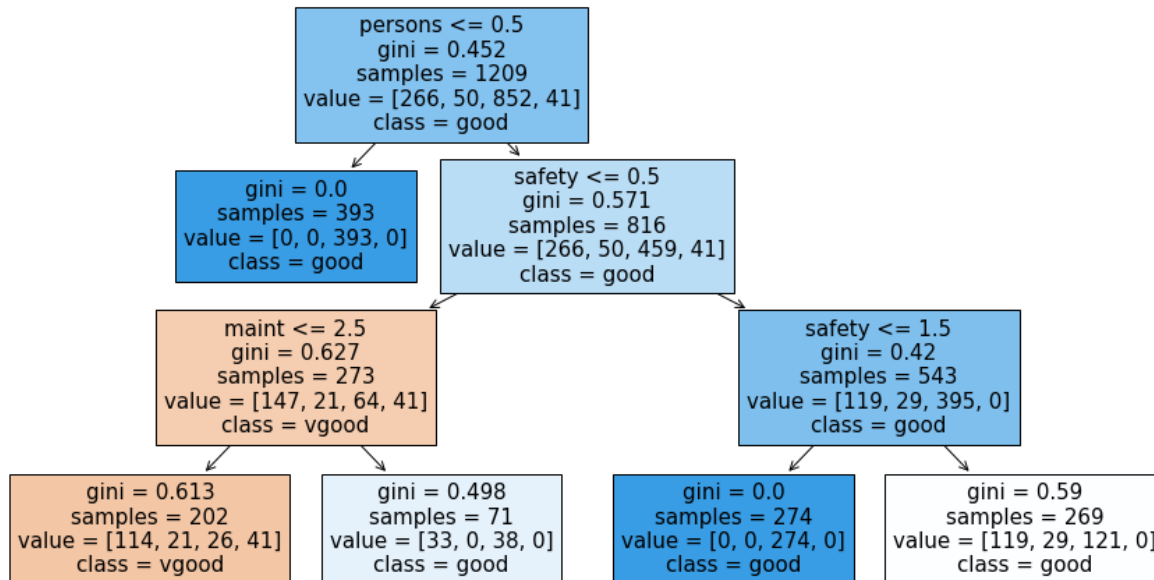 persons <= 0.5
gini = 0.452
samples = 1209
value = [266, 50, 852, 41]
class = good
gini = 0.0
samples = 393
value = [0, 0, 393, 0]
class = good
safety <= 0.5
gini = 0.571
samples = 816
value = [266, 50, 459, 41]
class = good
maint <= 2.5
gini = 0.627
samples = 273
value = [147, 21, 64, 41]
class = vgood
safety <= 1.5
gini = 0.42
samples = 543
value = [119, 29, 395, 0]
class = good
gini = 0.613
samples = 202
value = [114, 21, 26, 41]
class = vgood
gini = 0.498
samples = 71
value = [33, 0, 38, 0]
class = good
gini = 0.0
samples = 274
value = [0, 0, 274, 0]
class = good
gini = 0.59
samples = 269
value = [119, 29, 121, 0]
class = good